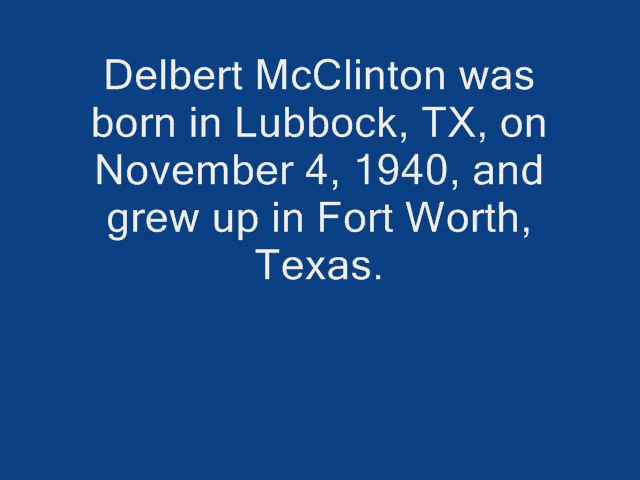 Delbert McClinton was
born in Lubbock, TX, on
November 4, 1940, and
grew up in Fort Worth,
Texas.